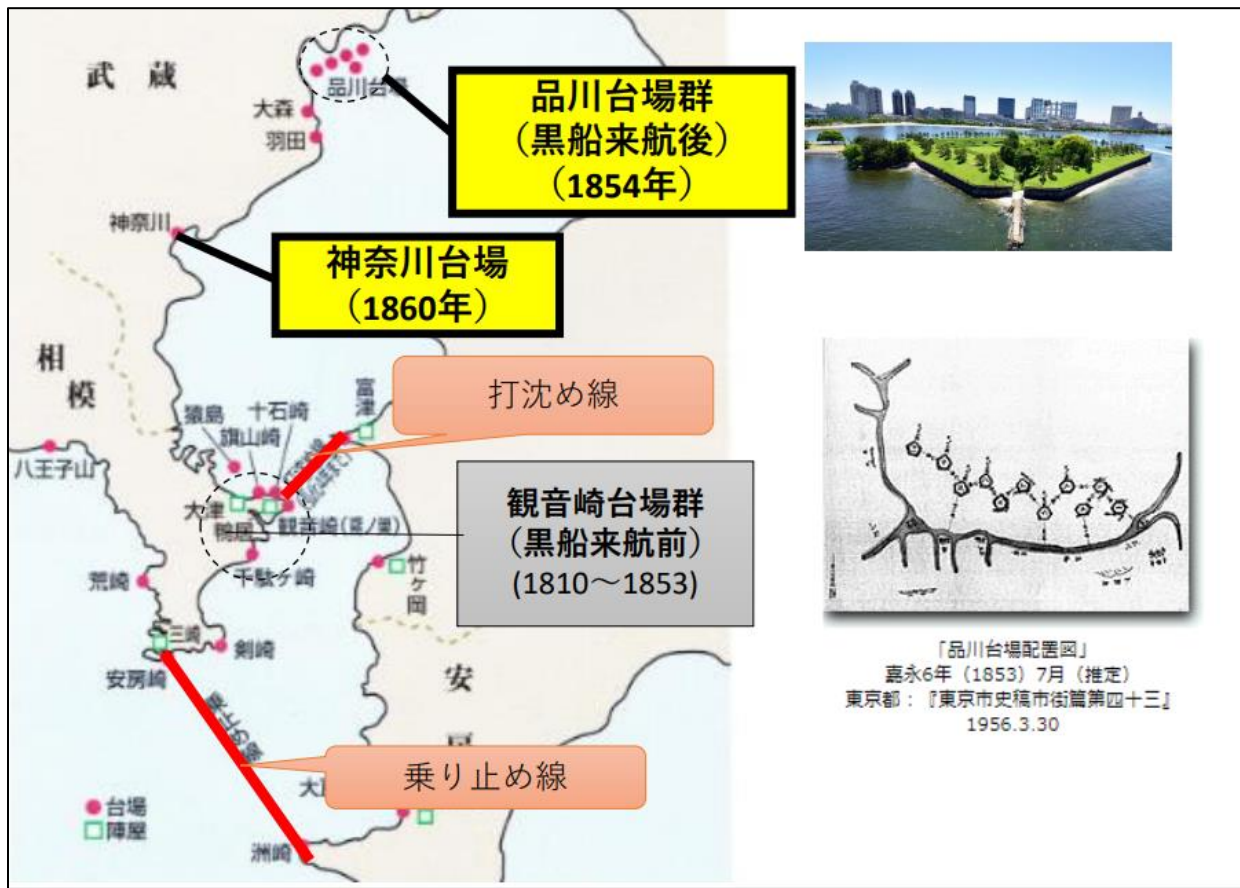 武蔵
品川台場
大森
羽田
品川台場群
（黒船来航後）
（1854年）
神奈川
神奈川台場
（1860年）
相模
打沈め線
富津
十石崎
猿島
旗山崎
八王子山
大津
鴨居
観音崎(鳶ノ巣)
観音崎台場群
（黒船来航前）
(1810～1853)
千駄ケ崎
竹ヶ岡
荒崎
三崎
剣崎
安房崎
安
乗り止め線
●台場
□陣屋
洲崎
「品川台場配置図」
嘉永6年（1853）7月（推定）
東京都：『東京市史稿市街篇第四十三』
1956.3.30